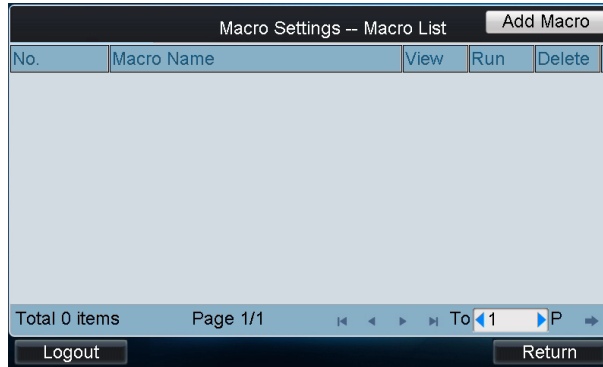 Macro Settings -- Macro List Add Macro
No. Macro Name View Run Delete
Total 0 items Page 1/1 To 1 P
Logout Return